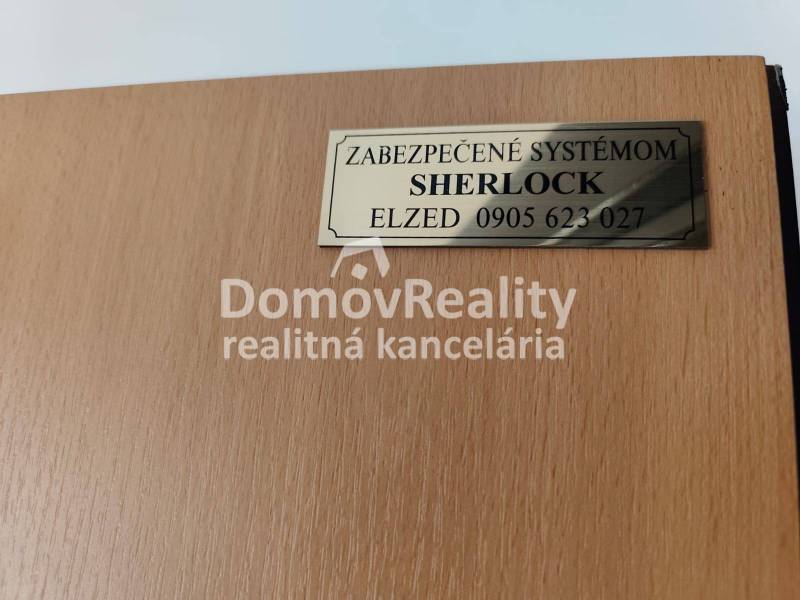 ZABEZPEČENÉ SYSTÉMOM
SHERLOCK
ELZED 0905 623 027
DomovReality
realitná kancelária